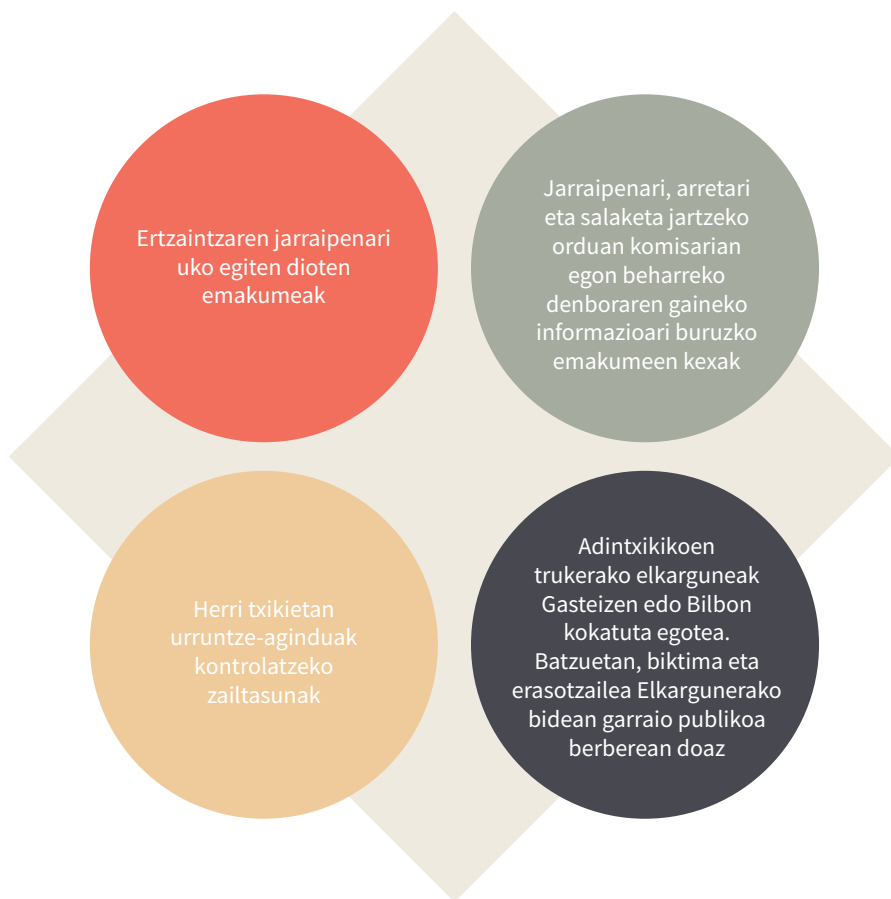 Ertzaintzaren jarraipenari
uko egiten dioten
emakumeak
Jarraipenari, arretari
eta salaketa jartzeko
orduan komisarian
egon beharreko
denboraren gaineko
informazioari buruzko
emakumeen kexak
Herri txikietan
urruntze-aginduak
kontrolatzeko
zailtasunak
Adintxikikoen
trukerako elkarguneak
Gasteizen edo Bilbon
kokatuta egotea.
Batzuetan, biktima eta
erasotzailea Elkargunerako
bidean garraio publikoa
berberean doaz